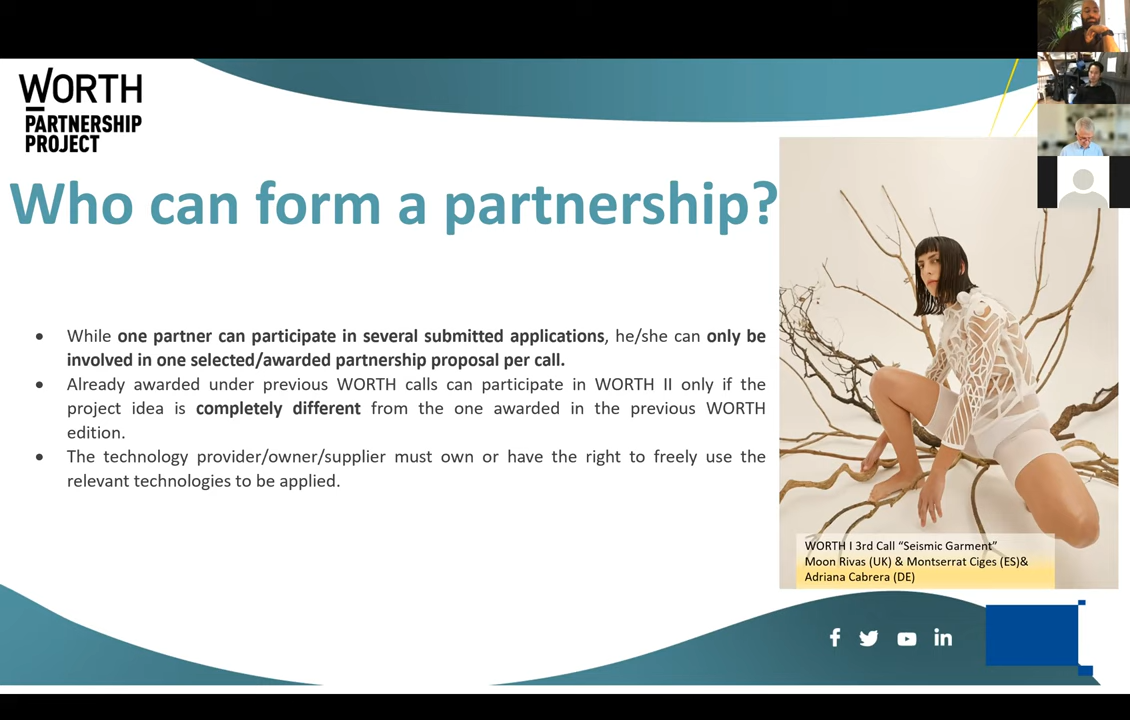 WORTH
PARTNERSHIP
PROJECT
Who can form a partnership?
While one partner can participate in several submitted applications, he/she can only be
involved in one selected/awarded partnership proposal per call.
Already awarded under previous WORTH calls can participate in WORTH II only if the
project idea is completely different from the one awarded in the previous WORTH
edition.
The technology provider/owner/supplier must own or have the right to freely use the
relevant technologies to be applied.
WORTH I 3rd Call “Seismic Garment”
Moon Rivas (UK) & Montserrat Ciges (ES)&
Adriana Cabrera (DE)